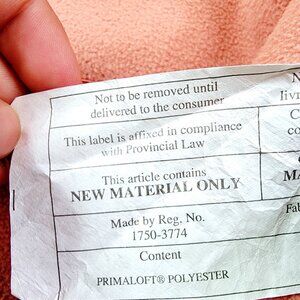 Not to be removed until
delivered to the consumer
This label is affixed in compliance
with Provincial Law
This article contains
NEW MATERIAL ONLY
Made by Reg. No.
1750-3774
Content
PRIMALOFT® POLYESTER